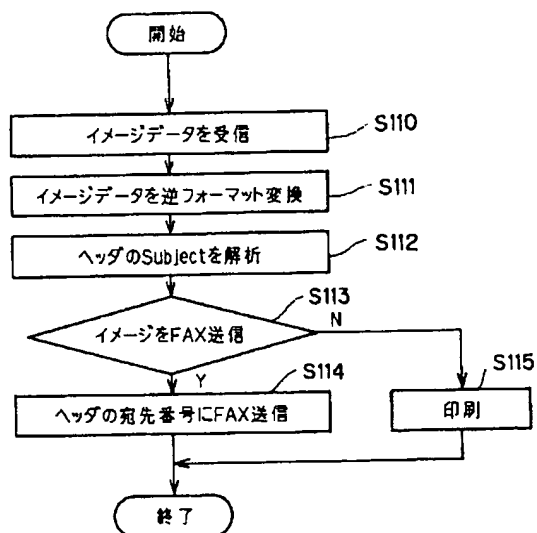 開始
イメージデータを受信
S110
イメージデータを逆フォーマット変換
S111
ヘッダのSubjectを解析
S112
イメージをFAX送信
S113
N
Y
ヘッダの宛先番号にFAX送信
S114
印刷
S115
終了